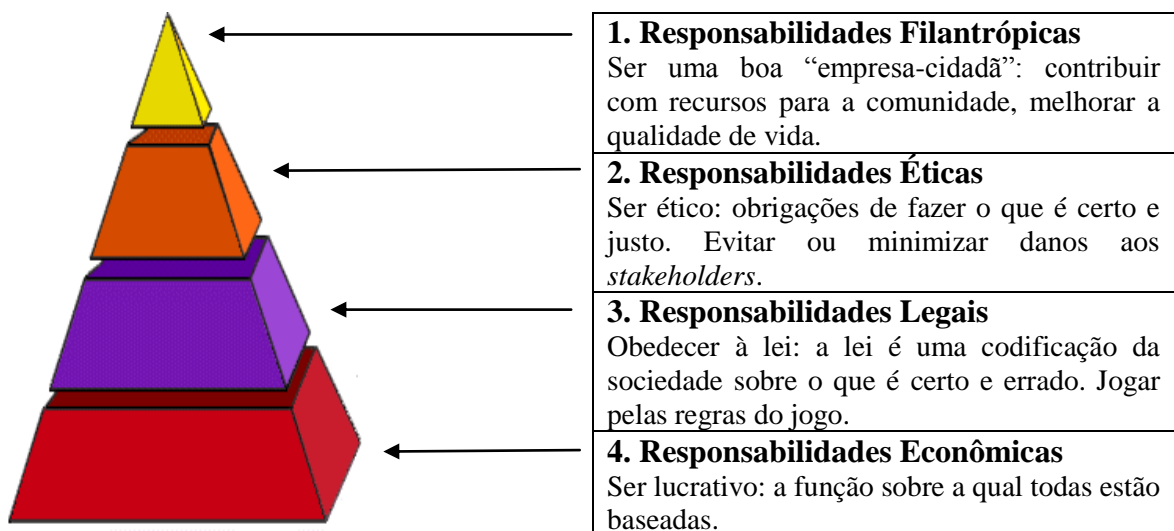 1. Responsabilidades Filantrópicas
Ser uma boa “empresa-cidadã”: contribuir
com recursos para a comunidade, melhorar a
qualidade de vida.
2. Responsabilidades Éticas
Ser ético: obrigações de fazer o que é certo e
justo. Evitar ou minimizar danos aos
stakeholders.
3. Responsabilidades Legais
Obedecer à lei: a lei é uma codificação da
sociedade sobre o que é certo e errado. Jogar
pelas regras do jogo.
4. Responsabilidades Econômicas
Ser lucrativo: a função sobre a qual todas estão
baseadas.